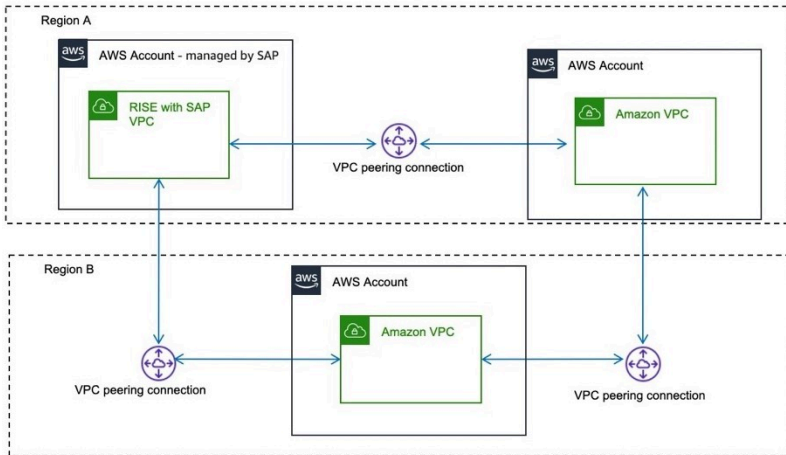 Region A
aws
AWS Account - managed by SAP
RISE with SAP
VPC
VPC peering connection
aws
AWS Account
Amazon VPC
Region B
aws
AWS Account
Amazon VPC
VPC peering connection
VPC peering connection